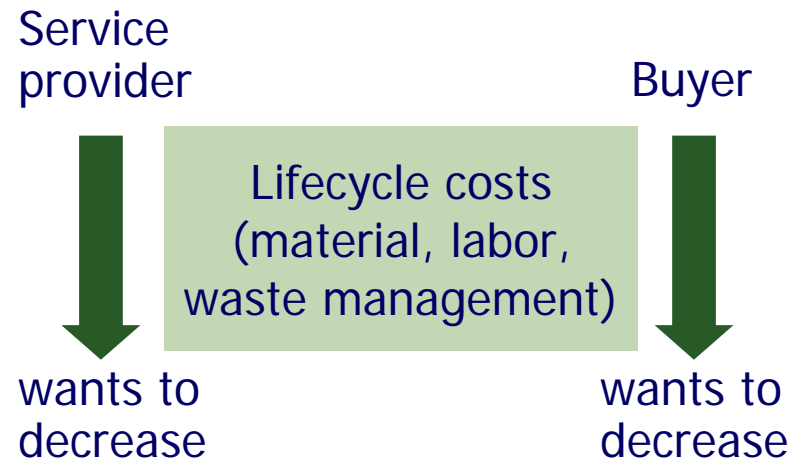 Service
provider
Buyer
Lifecycle costs
(material, labor,
waste management)
wants to
decrease
wants to
decrease